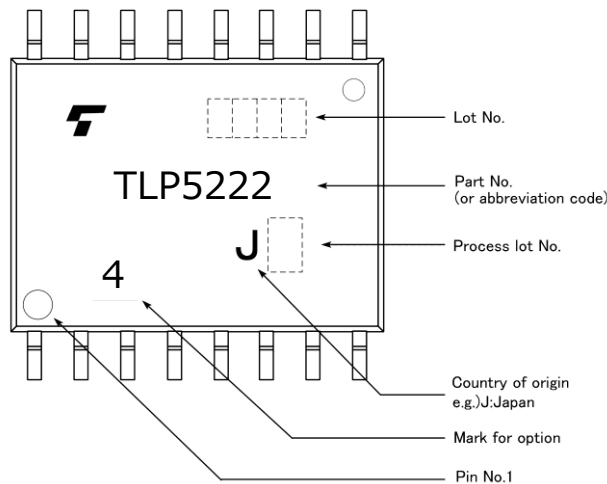 Lot No.
TLP5222
Part No.
(or abbreviation code)
J
Process lot No.
4
Country of origin
e.g.)J:Japan
Mark for option
Pin No.1